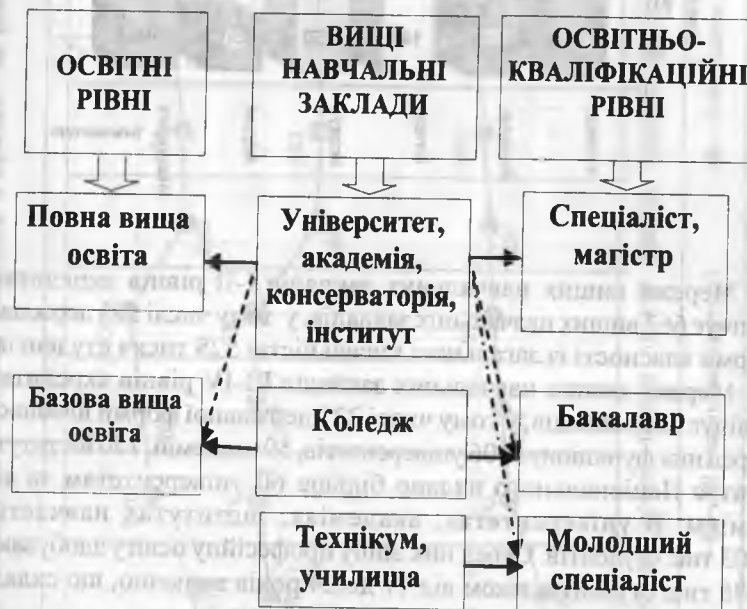 ОСВІТНІ
РІВНІ
ВИЩІ
НАВЧАЛЬНІ
ЗАКЛАДИ
ОСВІТНЬО-
КВАЛІФІКАЦІЙНІ
РІВНІ
Повна вища
освіта
Університет,
академія,
консерваторія,
інститут
Спеціаліст,
магістр
Базова вища
освіта
Коледж
Бакалавр
Технікум,
училища
Молодший
спеціаліст